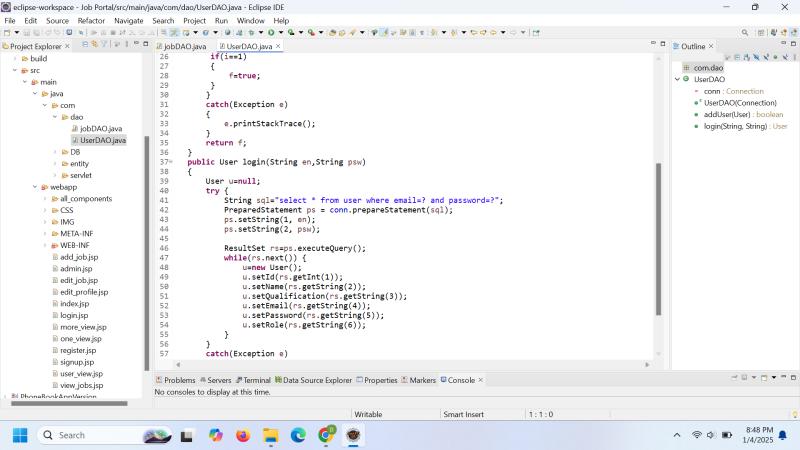 eclipse-workspace - Job Portal/src/main/java/com/dao/UserDAO.java - Eclipse IDE
File Edit Source Refactor Navigate Search Project Run Window Help
Project Explorer
build
src
main
java
com
dao
jobDAO.java
UserDAO.java
DB
entity
servlet
webapp
all_components
CSS
IMG
META-INF
WEB-INF
add_job.jsp
admin.jsp
edit_job.jsp
edit_profile.jsp
index.jsp
login.jsp
more_view.jsp
one_view.jsp
register.jsp
signup.jsp
user_view.jsp
view_jobs.jsp
PhoneBookAppVersion
jobDAO.java UserDAO.java
26 if(i==1)
27 {
28 f=true;
29 }
30 }
31 catch(Exception e)
32 {
33 e.printStackTrace();
34 }
35 return f;
36 }
37 public User login(String en,String psw)
38 {
39 User u=null;
40 try {
41 String sql="select * from user where email=? and password=?";
42 PreparedStatement ps = conn.prepareStatement(sql);
43 ps.setString(1, en);
44 ps.setString(2, psw);
45
46 ResultSet rs=ps.executeQuery();
47 while(rs.next()) {
48 u=new User();
49 u.setId(rs.getInt(1));
50 u.setName(rs.getString(2));
51 u.setQualification(rs.getString(3));
52 u.setEmail(rs.getString(4));
53 u.setPassword(rs.getString(5));
54 u.setRole(rs.getString(6));
55 }
56 }
57 catch(Exception e)
Outline
com.dao
UserDAO
conn : Connection
UserDAO(Connection)
addUser(User) : boolean
login(String, String) : User
Problems Servers Terminal Data Source Explorer Properties Markers Console
No consoles to display at this time.
Writable Smart Insert 1 : 1 : 0
Search
8:48 PM
1/4/2025